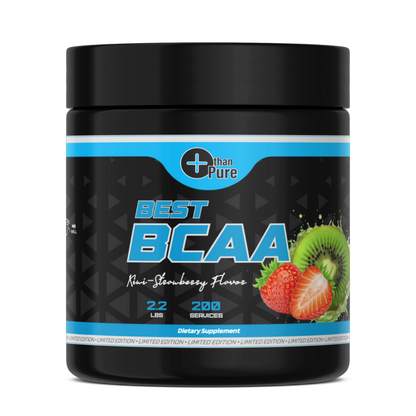 than
Pure
BEST
BCAA
Kiwi-Strawberry Flavor
2.2 200
LBS SERVICES
Dietary Supplement
LIMITED EDITION • LIMITED EDITION • LIMITED EDITION • LIMITED EDITION • LIMITED EDITION